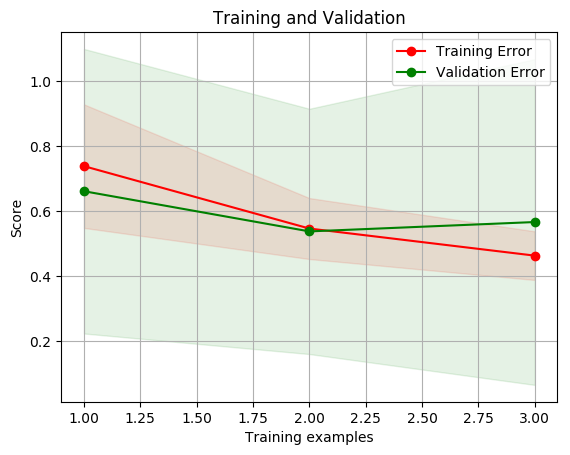 Training and Validation
Training Error
Validation Error
1.0
0.8
0.6
0.4
0.2
Score
1.00 1.25 1.50 1.75 2.00 2.25 2.50 2.75 3.00
Training examples